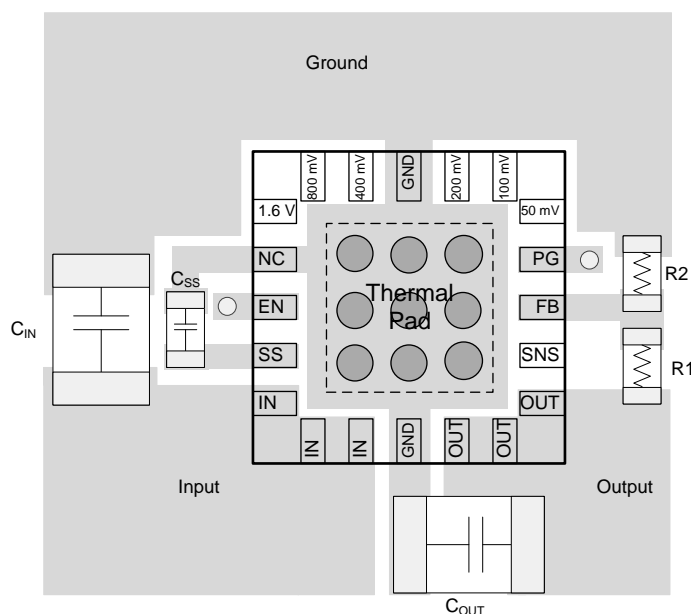 Ground
800 mV
400 mV
GND
200 mV
100 mV
1.6 V
50 mV
NC
PG
R2
CSS
Thermal
Pad
EN
FB
CIN
SS
SNS
R1
IN
OUT
IN
IN
GND
OUT
OUT
Input
Output
COUT